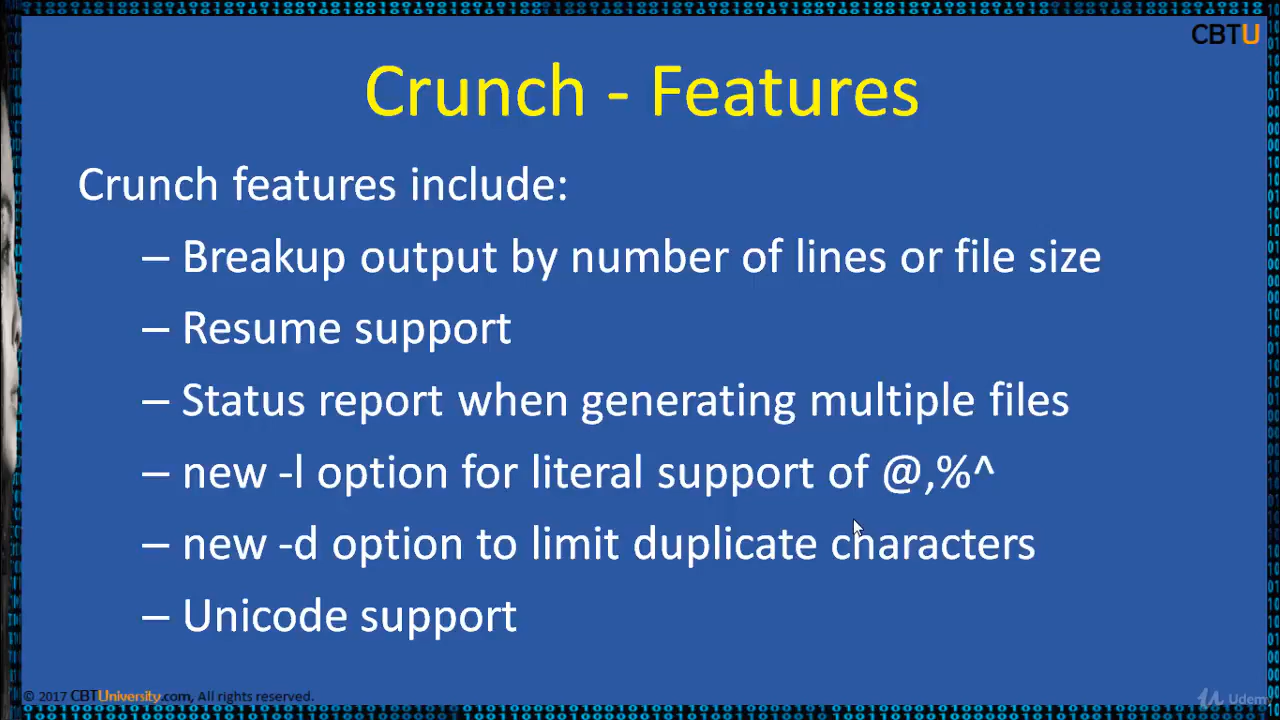 CBTU
Crunch - Features
Crunch features include:
– Breakup output by number of lines or file size
– Resume support
– Status report when generating multiple files
– new -l option for literal support of @,%^
– new -d option to limit duplicate characters
– Unicode support
© 2017 CBTUniversity.com, All rights reserved.
Udemy